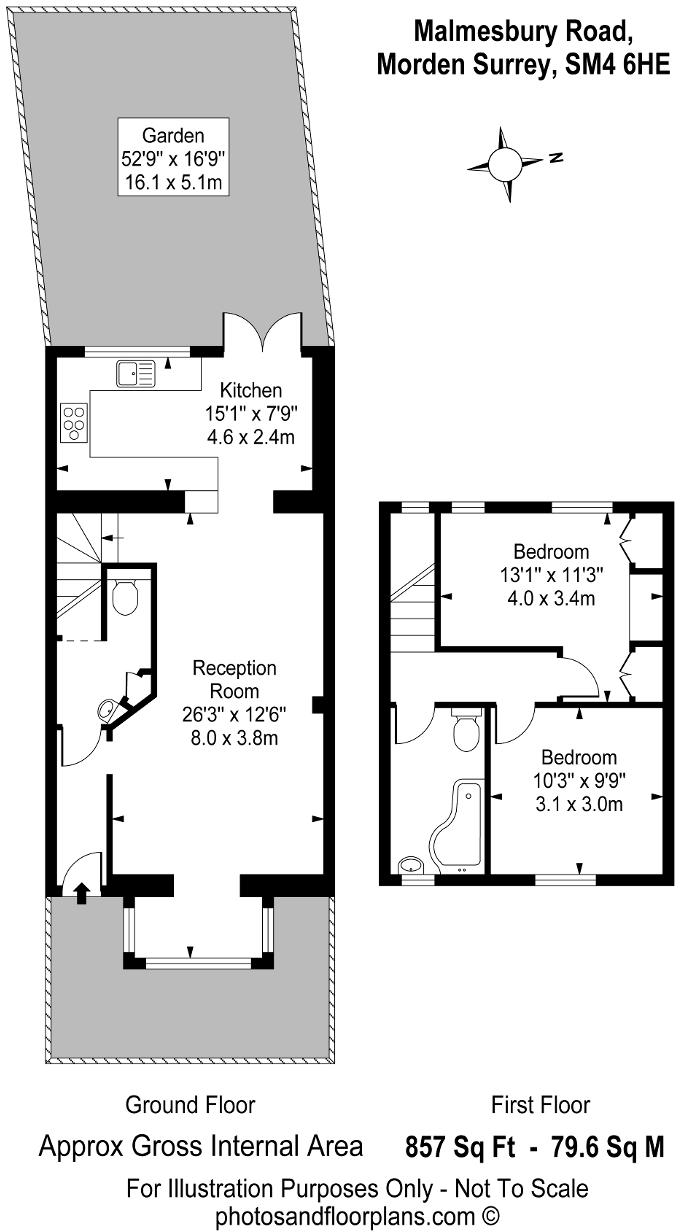 Malmesbury Road,
Morden Surrey, SM4 6HE
N
Garden
52'9" x 16'9"
16.1 x 5.1m
Kitchen
15'1" x 7'9"
4.6 x 2.4m
Reception
Room
26'3" x 12'6"
8.0 x 3.8m
Bedroom
13'1" x 11'3"
4.0 x 3.4m
Bedroom
10'3" x 9'9"
3.1 x 3.0m
Ground Floor
First Floor
Approx Gross Internal Area 857 Sq Ft - 79.6 Sq M
For Illustration Purposes Only - Not To Scale
photosandfloorplans.com ©